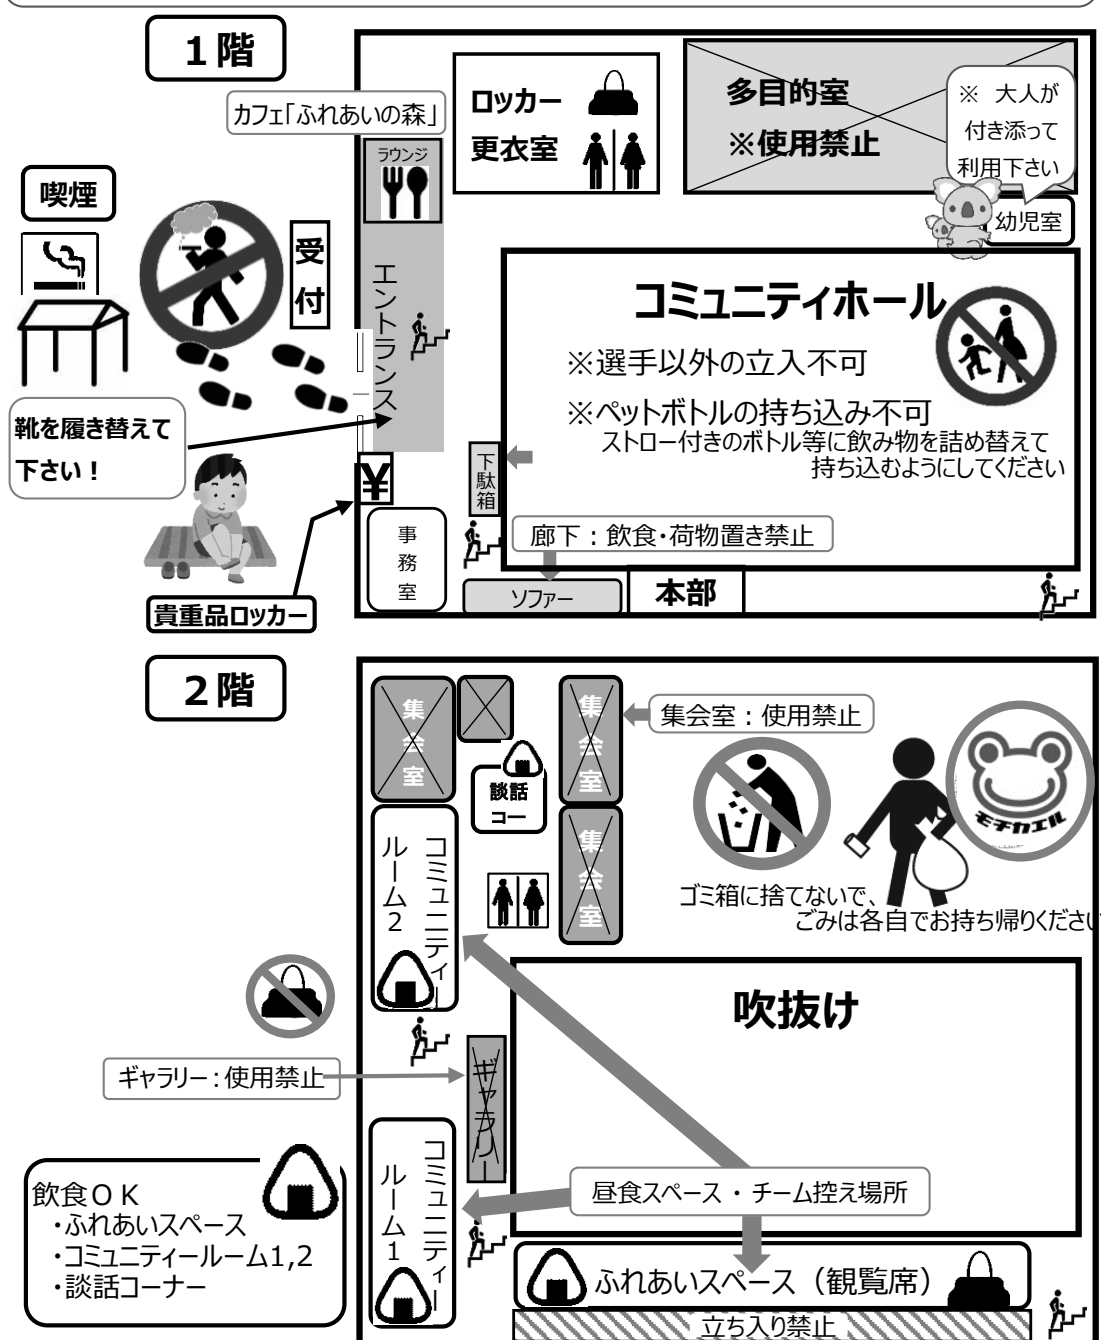 1階
カフェ「ふれあいの森」
ラウンジ
ロッカー
更衣室
多目的室
※使用禁止
※ 大人が
付き添って
利用下さい
幼児室
喫煙
受付
エントランス
コミュニティホール
※選手以外の立入不可
※ペットボトルの持ち込み不可
ストロー付きのボトル等に飲み物を詰め替えて
持ち込むようにしてください
靴を履き替えて
下さい！
¥
下駄箱
事務室
廊下：飲食・荷物置き禁止
ソファー
本部
貴重品ロッカー
2階
集会室
集会室
集会室：使用禁止
談話
コー
集会室
モチカエル
コミュニティー
ルーム2
ゴミ箱に捨てないで、
ごみは各自でお持ち帰りくださ
吹抜け
ギャラリー：使用禁止
ギャラリー
コミュニティー
ルーム1
昼食スペース・チーム控え場所
飲食OK
・ふれあいスペース
・コミュニティールーム1,2
・談話コーナー
ふれあいスペース（観覧席）
立ち入り禁止